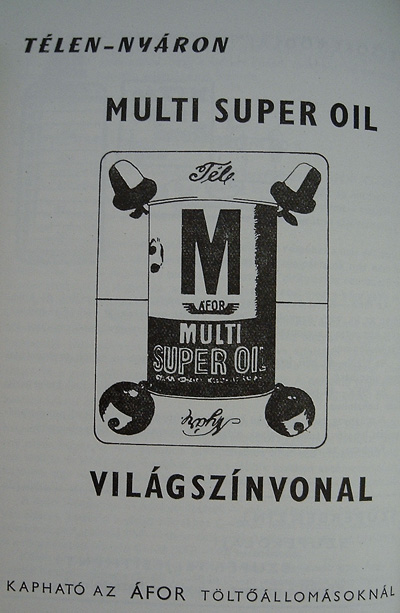 TÉLEN-NYÁRON
MULTI SUPER OIL
Tél
M
ÁFOR
MULTI
SUPER OIL
Nyár
VILÁGSZÍNVONAL
KAPHATÓ AZ ÁFOR TÖLTŐÁLLOMÁSOKNÁL